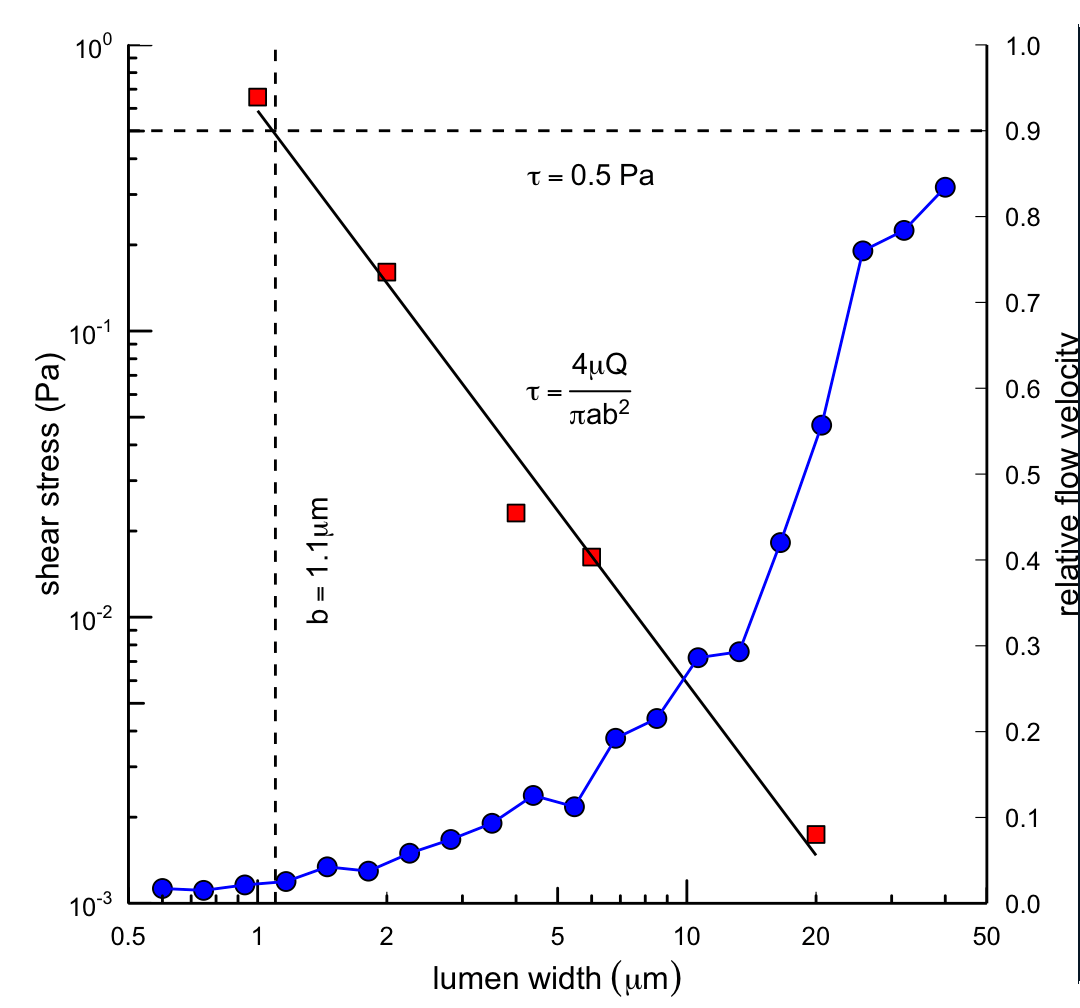 10⁰
10⁻¹
10⁻²
10⁻³
shear stress (Pa)
τ = 0.5 Pa
τ = 4μQ / πab²
b = 1.1μm
1.0
0.9
0.8
0.7
0.6
0.5
0.4
0.3
0.2
0.1
0.0
relative flow velocity
0.5 1 2 5 10 20 50
lumen width (μm)